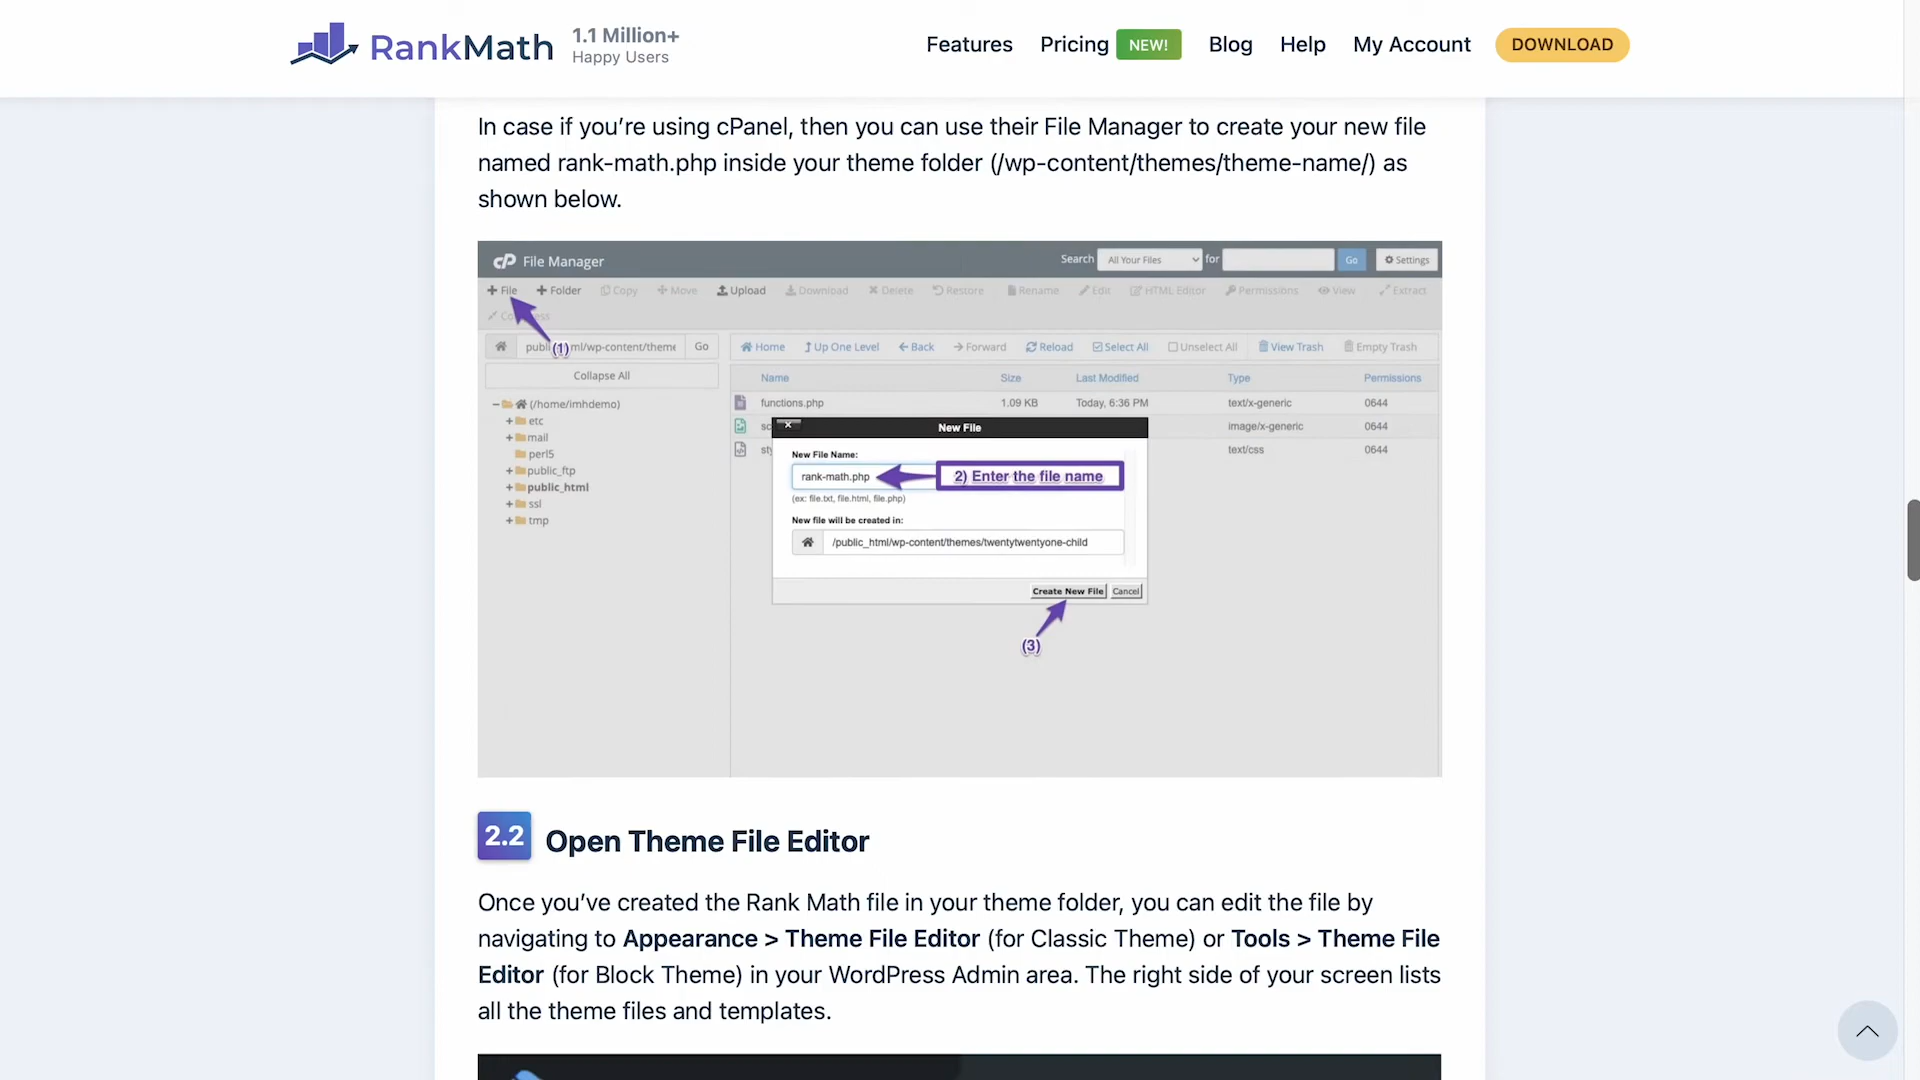 RankMath
1.1 Million+
Happy Users
Features
Pricing
NEW!
Blog
Help
My Account
DOWNLOAD
In case if you’re using cPanel, then you can use their File Manager to create your new file
named rank-math.php inside your theme folder (/wp-content/themes/theme-name/) as
shown below.
cP File Manager
Search
All Your Files
for
Go
Settings
File
Folder
Copy
Move
Upload
Download
Delete
Restore
Rename
Edit
HTML Editor
Permissions
View
Extract
(1)
Go
Home
Up One Level
Back
Forward
Reload
Select All
Unselect All
View Trash
Empty Trash
Collapse All
Name
Size
Last Modified
Type
Permissions
(/home/imhdemo)
etc
mail
perl5
public_ftp
public_html
ssl
tmp
functions.php
1.09 KB
Today, 6:36 PM
text/x-generic
0644
image/x-generic
0644
text/css
0644
New File
New File Name:
rank-math.php
2) Enter the file name
(ex: file.txt, file.html, file.php)
New file will be created in:
/public_html/wp-content/themes/twentytwentyone-child
Create New File
Cancel
(3)
2.2 Open Theme File Editor
Once you’ve created the Rank Math file in your theme folder, you can edit the file by
navigating to Appearance > Theme File Editor (for Classic Theme) or Tools > Theme File
Editor (for Block Theme) in your WordPress Admin area. The right side of your screen lists
all the theme files and templates.